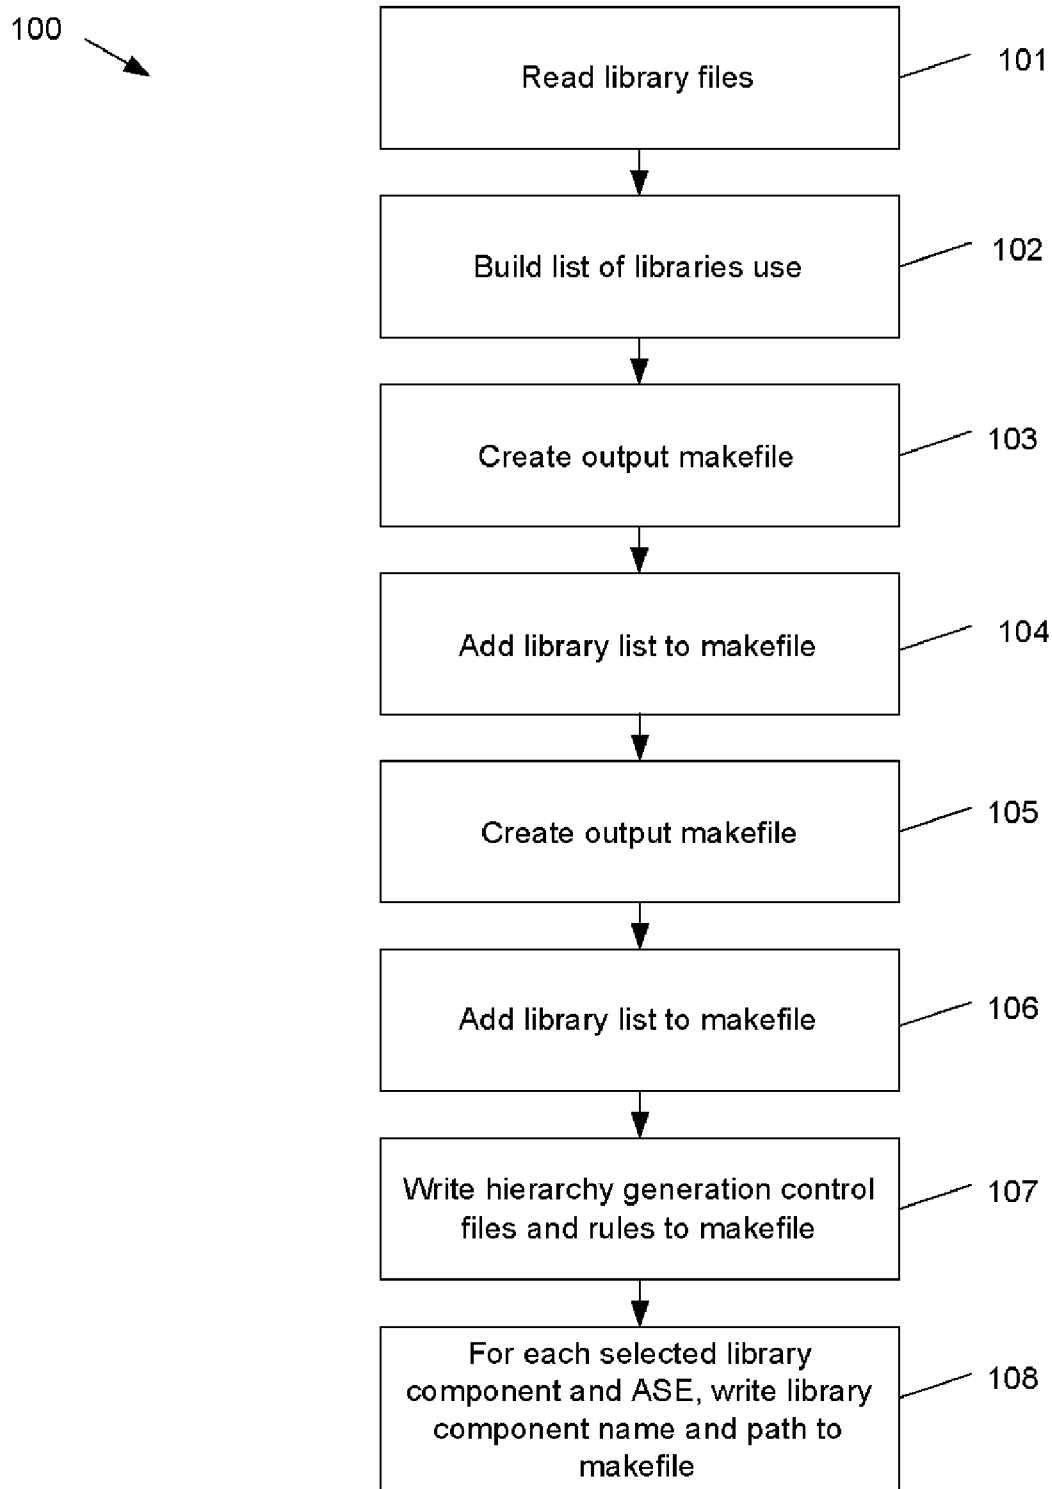 100
Read library files
101
Build list of libraries use
102
Create output makefile
103
Add library list to makefile
104
Create output makefile
105
Add library list to makefile
106
Write hierarchy generation control
files and rules to makefile
107
For each selected library
component and ASE, write library
component name and path to
makefile
108